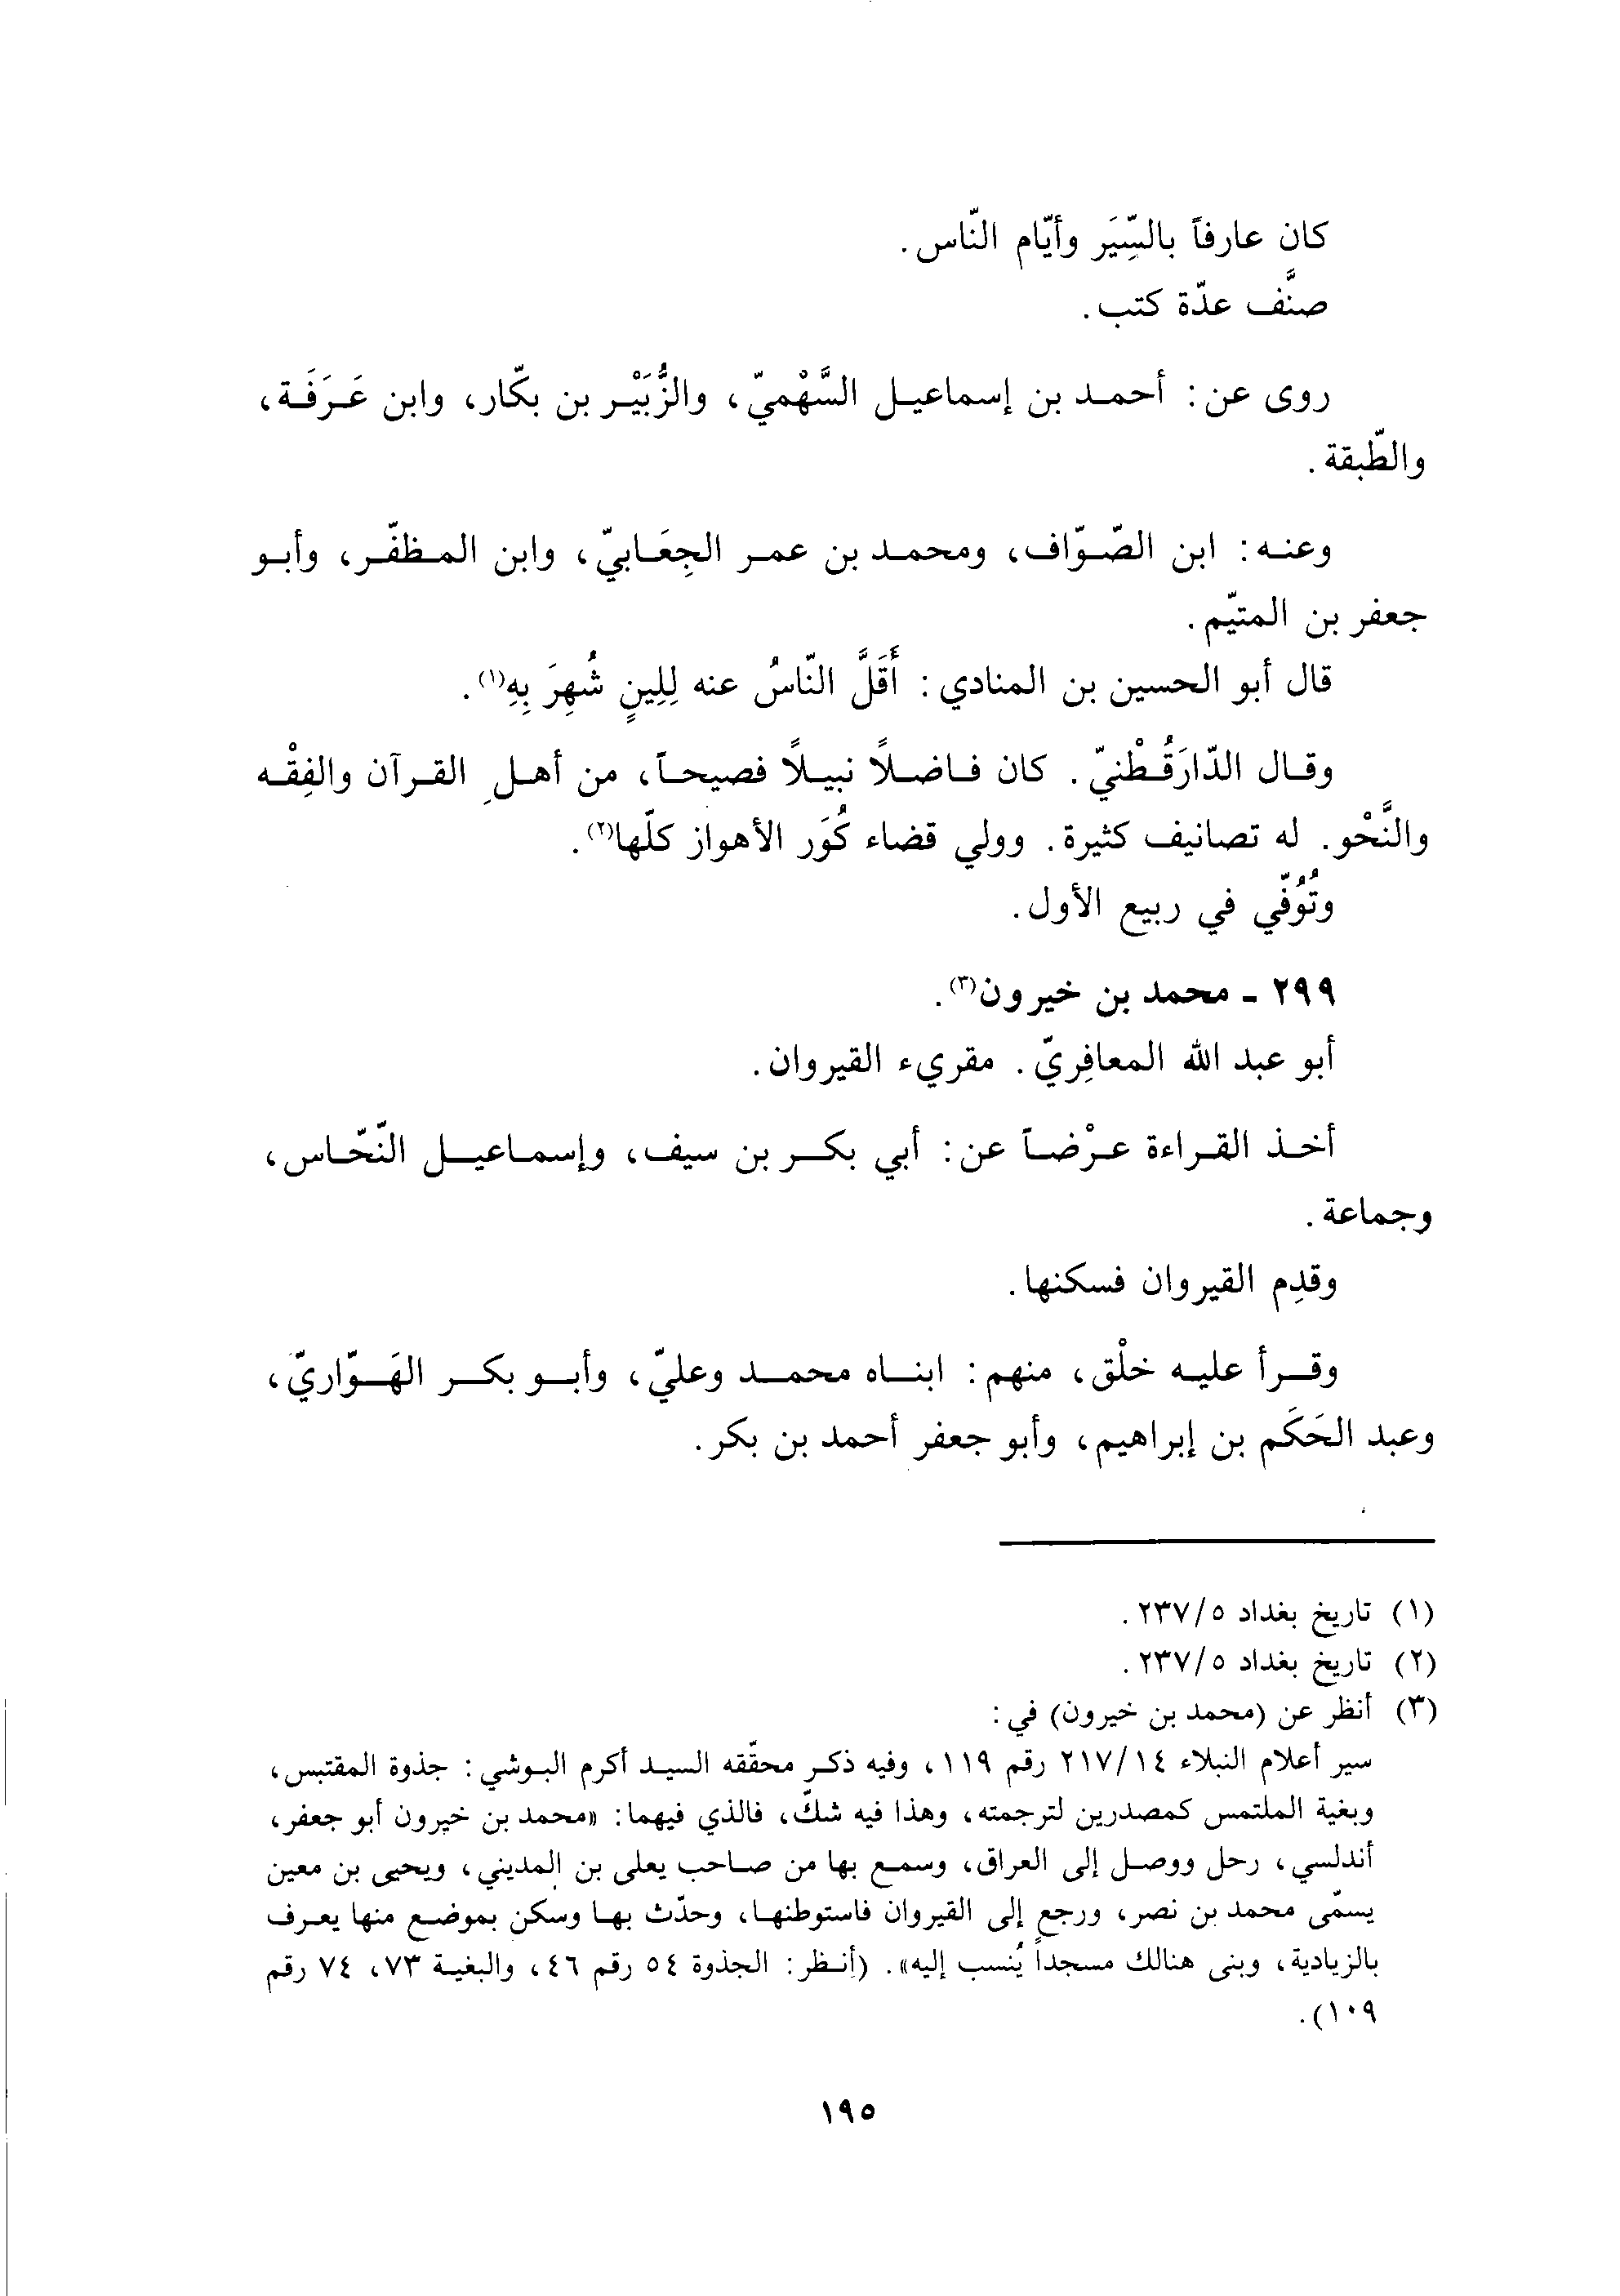 كان عارفاً بالسِّيَر وأيّام النّاس.
صنَّف عدّة كتب.
روى عن: أحمد بن إسماعيل السَّهْميّ، والزُّبَيْر بن بكّار، وابن عَرَفَة،
والطّبقة.
وعنه: ابن الصّوّاف، ومحمد بن عمر الجِعَابيّ، وابن المظفّر، وأبو
جعفر بن المتيّم.
قال أبو الحسين بن المنادي: أَقَلَّ النّاسُ عنه لِلِينٍ شُهِرَ بِهِ(١).
وقال الدّارَقُطْنيّ. كان فاضلاً نبيلاً فصيحاً، من أهلِ القرآن والفِقْه
والنَّحْو. له تصانيف كثيرة. وولي قضاء كُوَر الأهواز كلّها(٢).
وتُوُفّي في ربيع الأول.
٢٩٩ - محمد بن خيرون(٣).
أبو عبد الله المعافِريّ. مقريء القيروان.
أخذ القراءة عرْضاً عن: أبي بكر بن سيف، وإسماعيل النّحّاس،
وجماعة.
وقدِم القيروان فسكنها.
وقرأ عليه خلْق، منهم: ابناه محمد وعليّ، وأبو بكر الهَوّاريّ،
وعبد الحَكَم بن إبراهيم، وأبو جعفر أحمد بن بكر.
(١) تاريخ بغداد ٢٣٧/٥.
(٢) تاريخ بغداد ٢٣٧/٥.
(٣) أنظر عن (محمد بن خيرون) في:
سير أعلام النبلاء ٢١٧/١٤ رقم ١١٩، وفيه ذكر محقّقه السيد أكرم البوشي: جذوة المقتبس،
وبغية الملتمس كمصدرين لترجمته، وهذا فيه شكّ، فالذي فيهما: «محمد بن خيرون أبو جعفر،
أندلسي، رحل ووصل إلى العراق، وسمع بها من صاحب يعلى بن المديني، ويحيى بن معين
يسمّى محمد بن نصر، ورجع إلى القيروان فاستوطنها، وحدّث بها وسكن بموضع منها يعرف
بالزيادية، وبنى هنالك مسجداً يُنسب إليه». (أنظر: الجذوة ٥٤ رقم ٤٦، والبغية ٧٣، ٧٤ رقم
١٠٩).
١٩٥